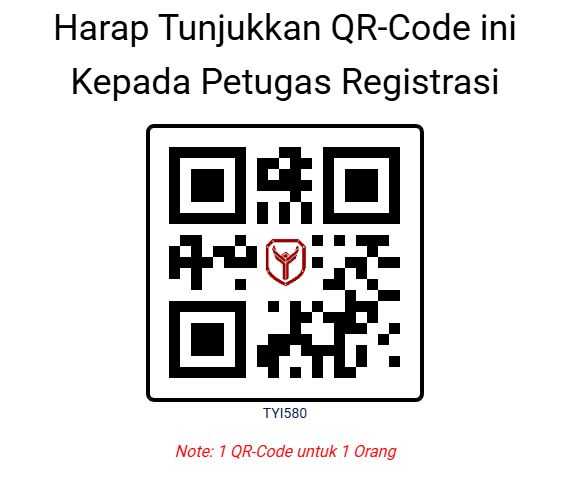 Harap Tunjukkan QR-Code ini
Kepada Petugas Registrasi
TYI580
Note: 1 QR-Code untuk 1 Orang